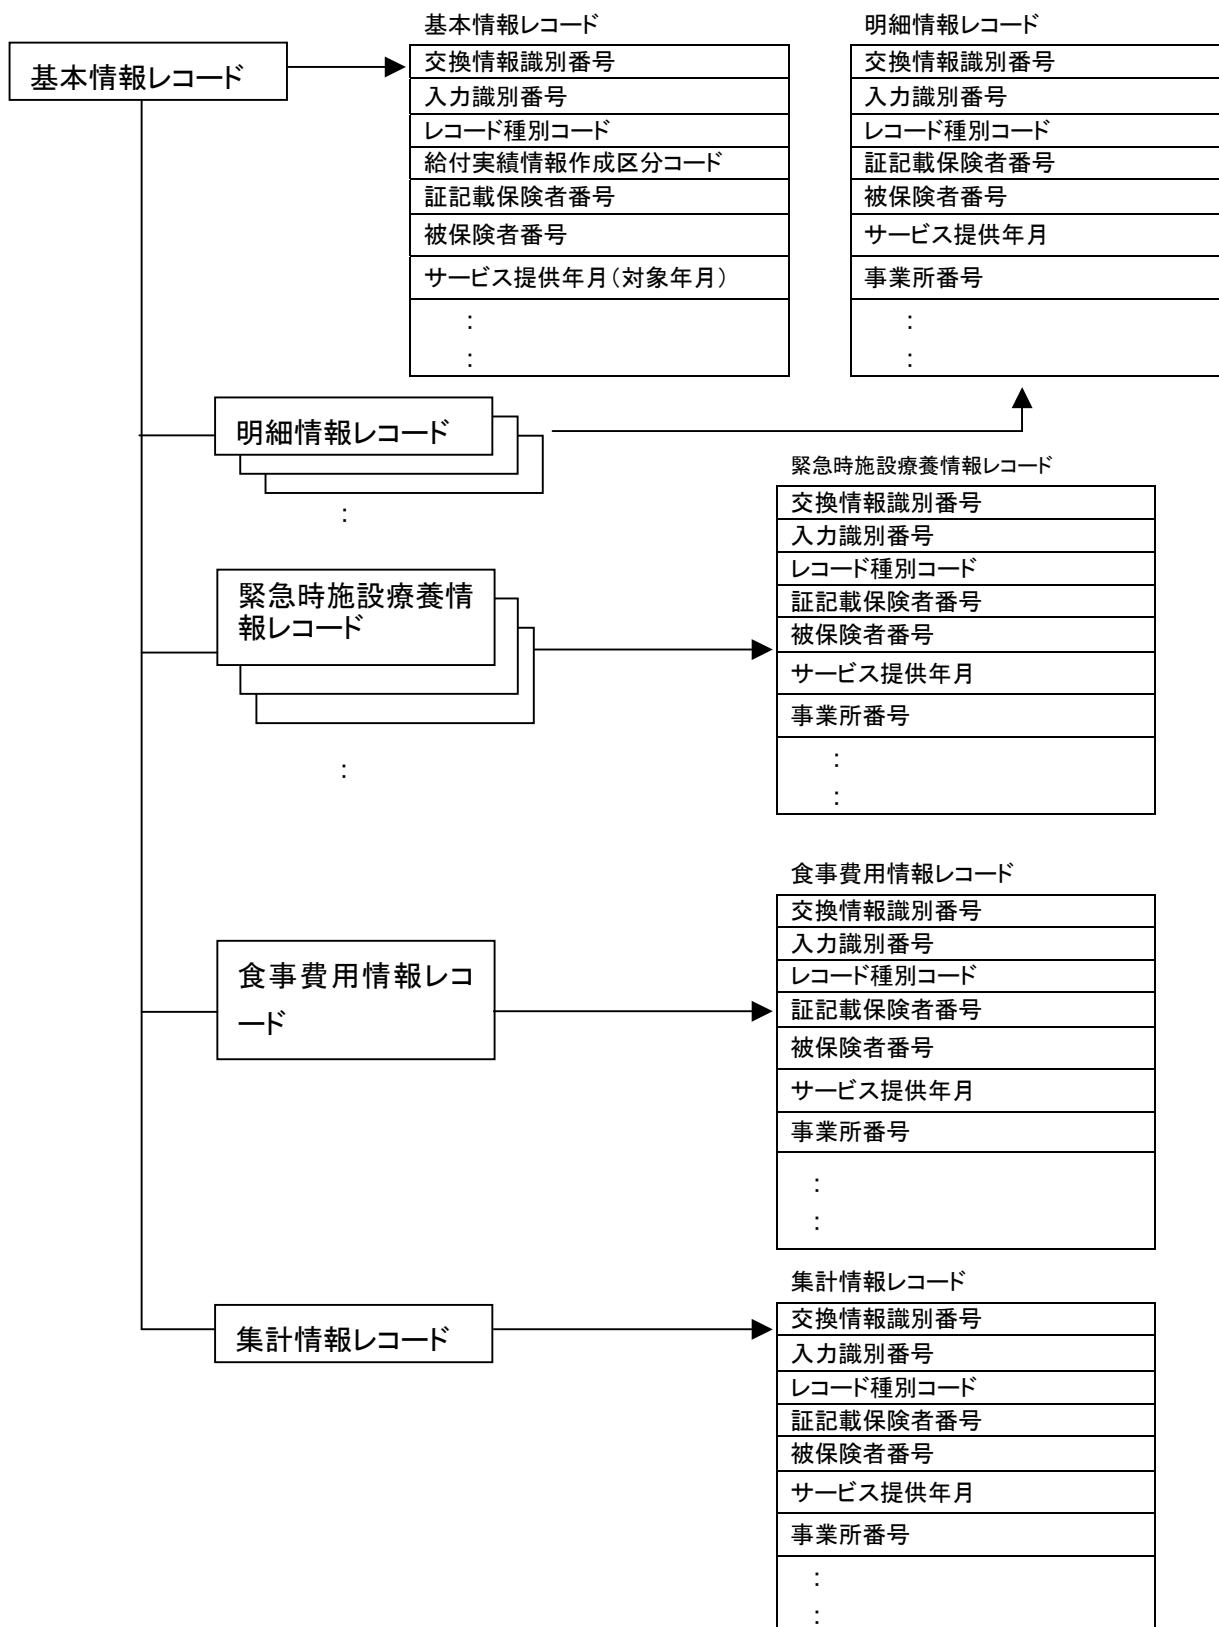 基本情報レコード
基本情報レコード
交換情報識別番号
入力識別番号
レコード種別コード
給付実績情報作成区分コード
証記載保険者番号
被保険者番号
サービス提供年月(対象年月)
:
:
明細情報レコード
交換情報識別番号
入力識別番号
レコード種別コード
証記載保険者番号
被保険者番号
サービス提供年月
事業所番号
:
:
明細情報レコード
:
緊急時施設療養情
報レコード
:
緊急時施設療養情報レコード
交換情報識別番号
入力識別番号
レコード種別コード
証記載保険者番号
被保険者番号
サービス提供年月
事業所番号
:
:
食事費用情報レコ
ード
食事費用情報レコード
交換情報識別番号
入力識別番号
レコード種別コード
証記載保険者番号
被保険者番号
サービス提供年月
事業所番号
:
:
集計情報レコード
集計情報レコード
交換情報識別番号
入力識別番号
レコード種別コード
証記載保険者番号
被保険者番号
サービス提供年月
事業所番号
:
: